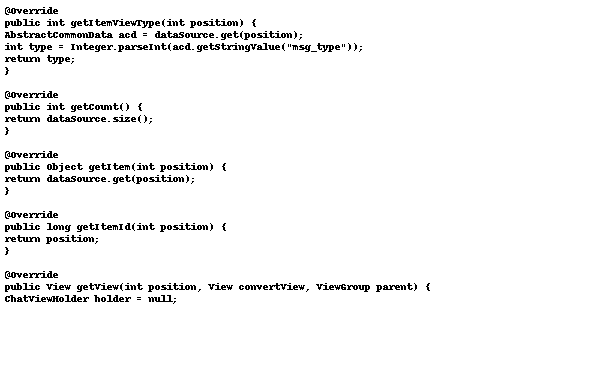 @Override
public int getItemViewType(int position) {
AbstractCommonData acd = dataSource.get(position);
int type = Integer.parseInt(acd.getStringValue("msg_type"));
return type;
}
@Override
public int getCount() {
return dataSource.size();
}
@Override
public Object getItem(int position) {
return dataSource.get(position);
}
@Override
public long getItemId(int position) {
return position;
}
@Override
public View getView(int position, View convertView, ViewGroup parent) {
ChatViewHolder holder = null;